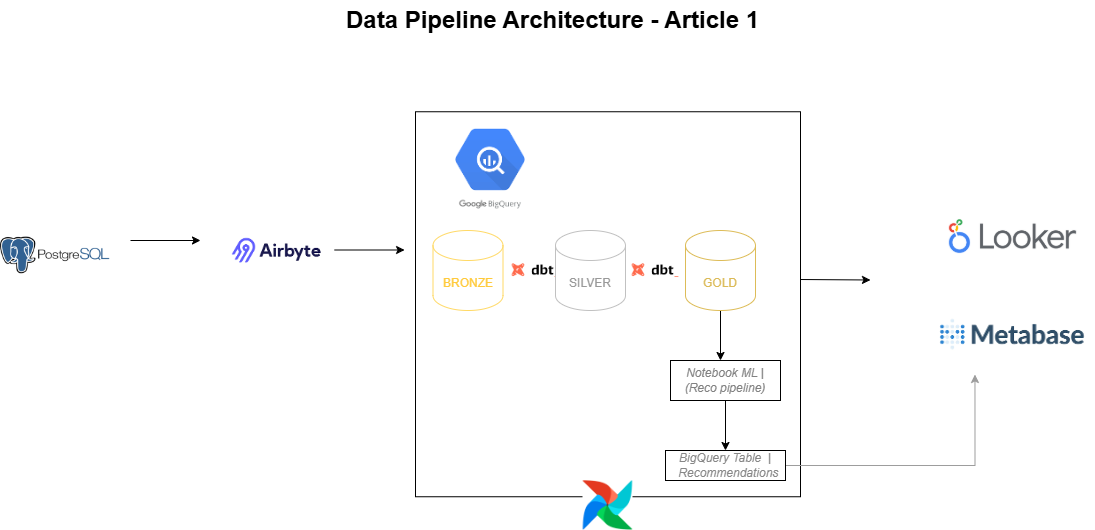 Data Pipeline Architecture - Article 1
Google BigQuery
PostgreSQL
Airbyte
Looker
BRONZE
dbt
SILVER
dbt_
GOLD
Metabase
Notebook ML |
(Reco pipeline)
BigQuery Table |
Recommendations